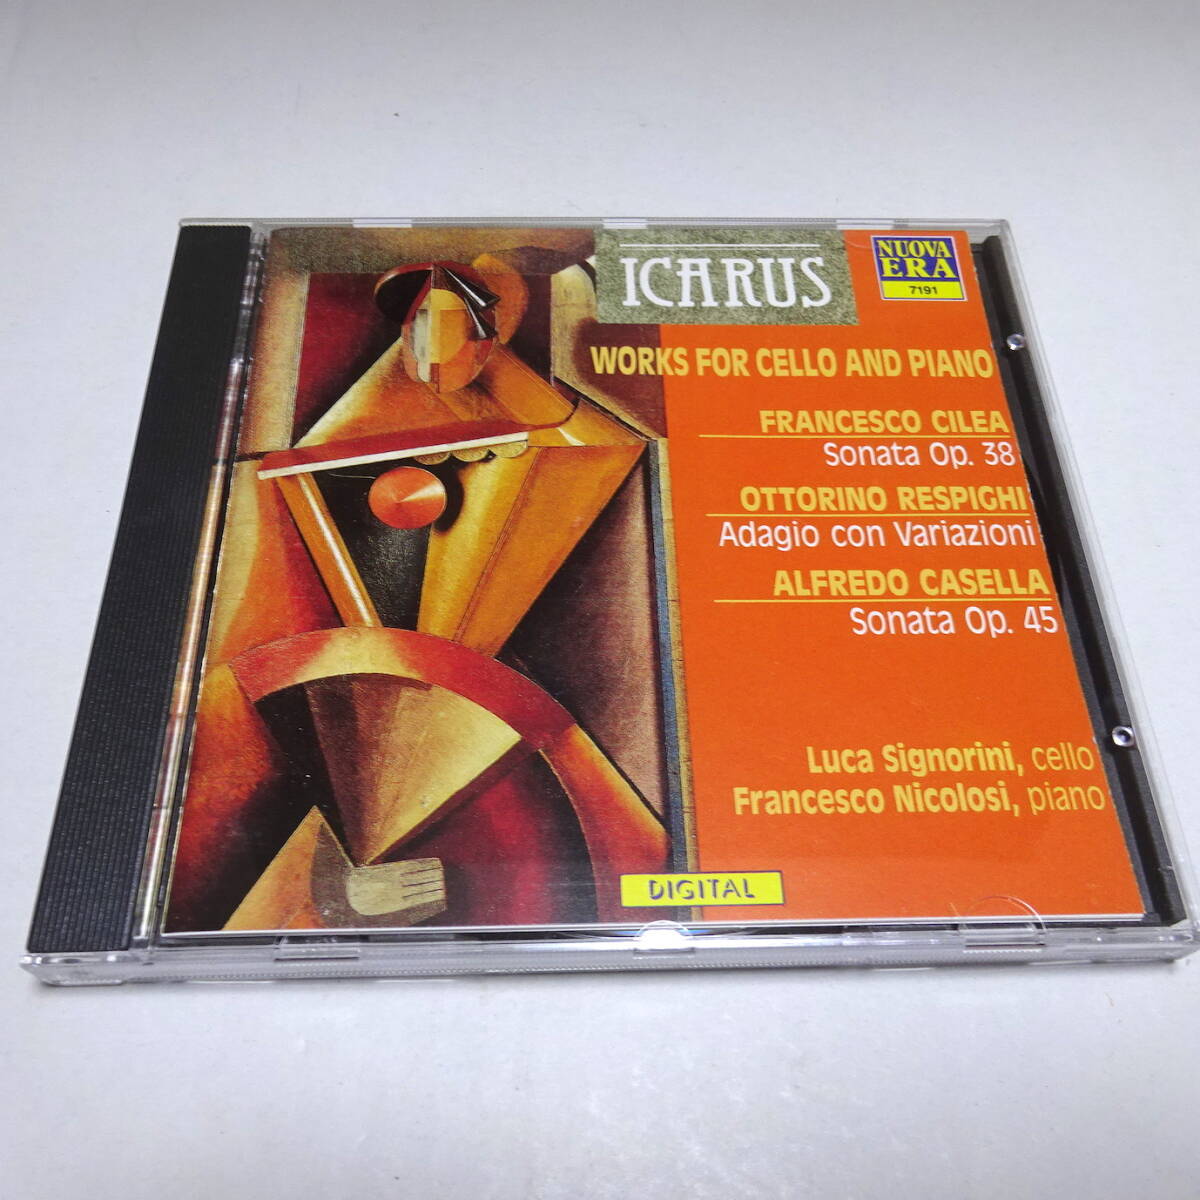 ICARUS
NUOVA
ERA
7191
WORKS FOR CELLO AND PIANO
FRANCESCO CILEA
Sonata Op. 38
OTTORINO RESPIGHI
Adagio con Variazioni
ALFREDO CASELLA
Sonata Op. 45
Luca Signorini, cello
Francesco Nicolosi, piano
DIGITAL